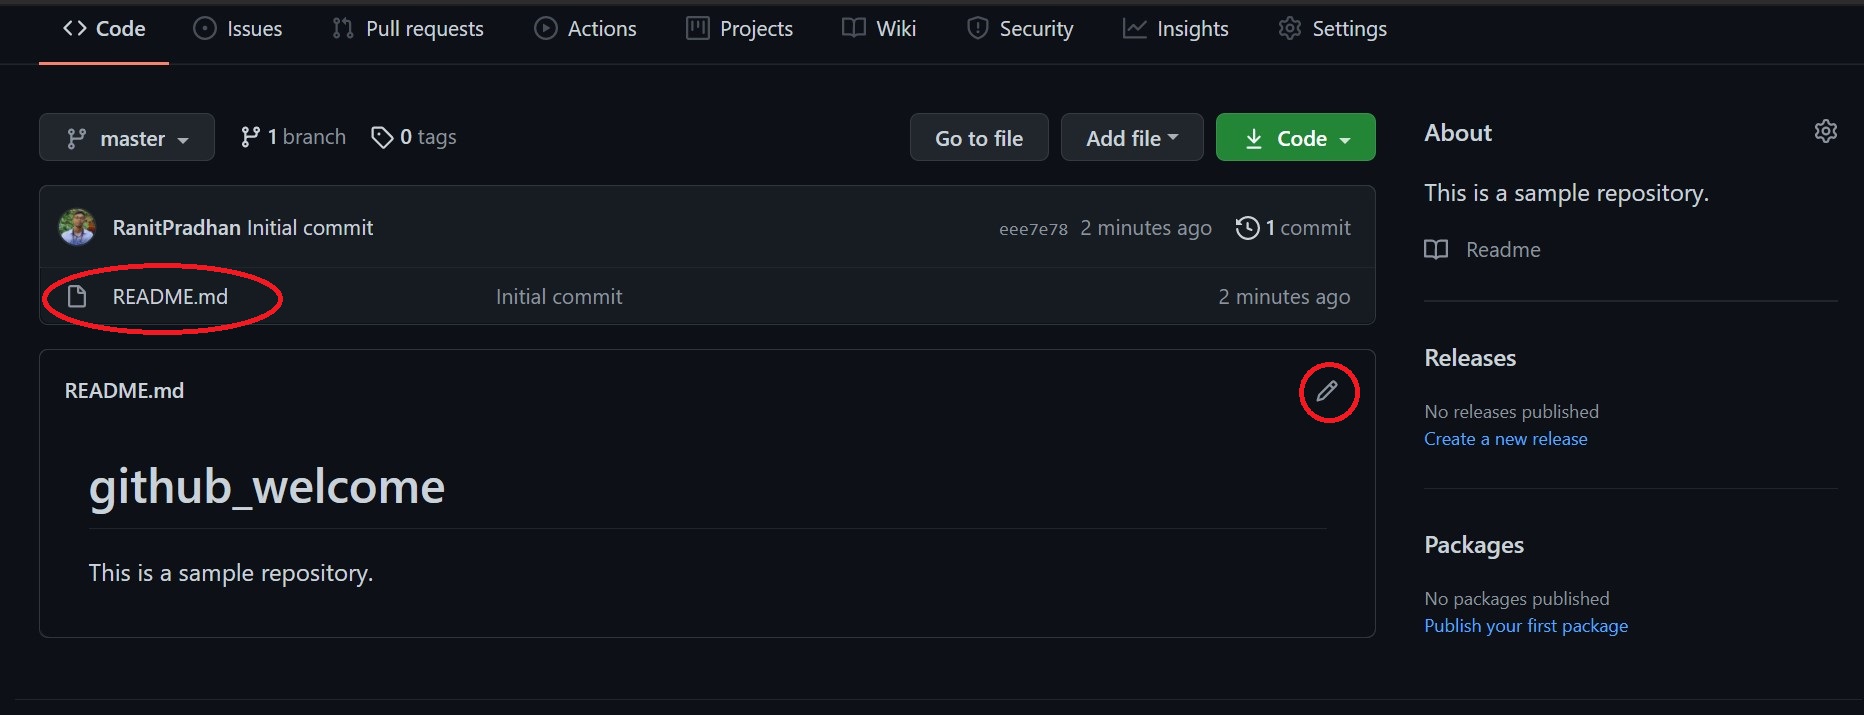 Code Issues Pull requests Actions Projects Wiki Security Insights Settings
master 1 branch 0 tags Go to file Add file Code
RanitPradhan Initial commit eee7e78 2 minutes ago 1 commit
README.md Initial commit 2 minutes ago
README.md
github_welcome
This is a sample repository.
About
This is a sample repository.
Readme
Releases
No releases published
Create a new release
Packages
No packages published
Publish your first package